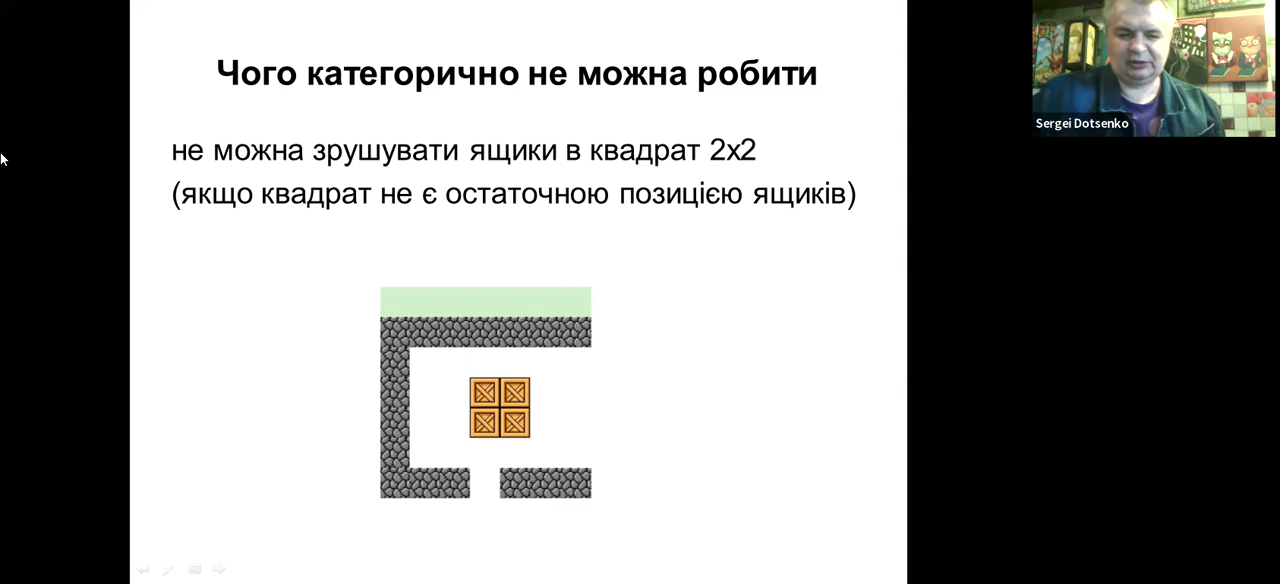 Чого категорично не можна робити
не можна зрушувати ящики в квадрат 2х2
(якщо квадрат не є остаточною позицією ящиків)
Sergei Dotsenko